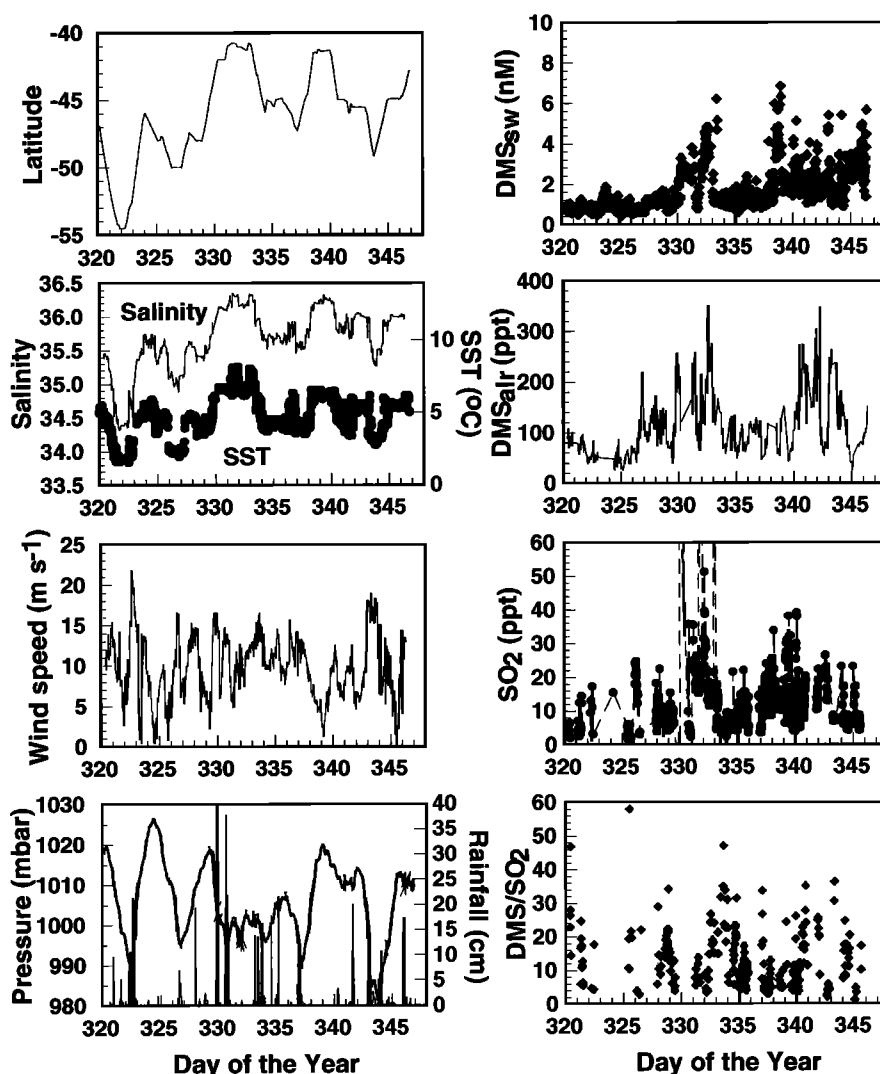 -40
-45
-50
-55
Latitude
320 325 330 335 340 345
36.5
36.0
35.5
35.0
34.5
34.0
33.5
Salinity
Salinity
SST
10
5
0
SST (oC)
320 325 330 335 340 345
25
20
15
10
5
0
Wind speed (m s-1)
320 325 330 335 340 345
1030
1020
1010
1000
990
980
Pressure (mbar)
40
35
30
25
20
15
10
5
0
Rainfall (cm)
320 325 330 335 340 345
Day of the Year
10
8
6
4
2
0
DMSsw (nM)
320 325 330 335 340 345
400
300
200
100
0
DMSair (ppt)
320 325 330 335 340 345
60
50
40
30
20
10
0
SO2 (ppt)
320 325 330 335 340 345
60
50
40
30
20
10
0
DMS/SO2
320 325 330 335 340 345
Day of the Year